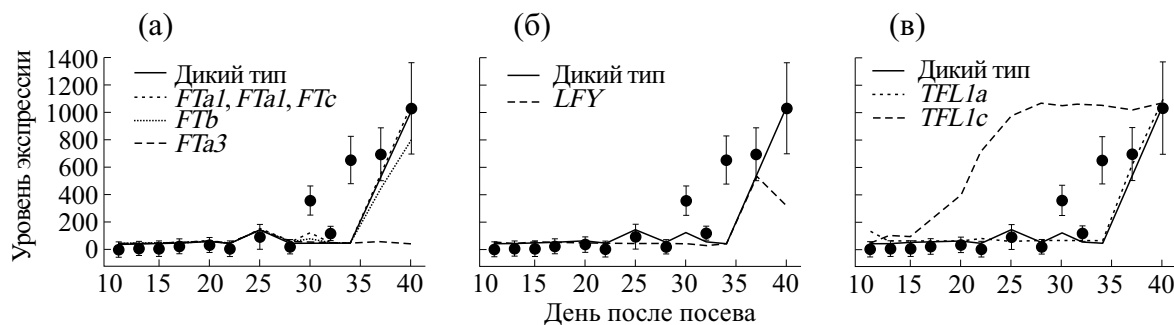 (а) (б) (в)
Уровень экспрессии
1400
1200
1000
800
600
400
200
0
Дикий тип
FTa1, FTa1, FTc
FTb
FTa3
Дикий тип
LFY
Дикий тип
TFL1a
TFL1c
10 15 20 25 30 35 40
10 15 20 25 30 35 40
10 15 20 25 30 35 40
День после посева